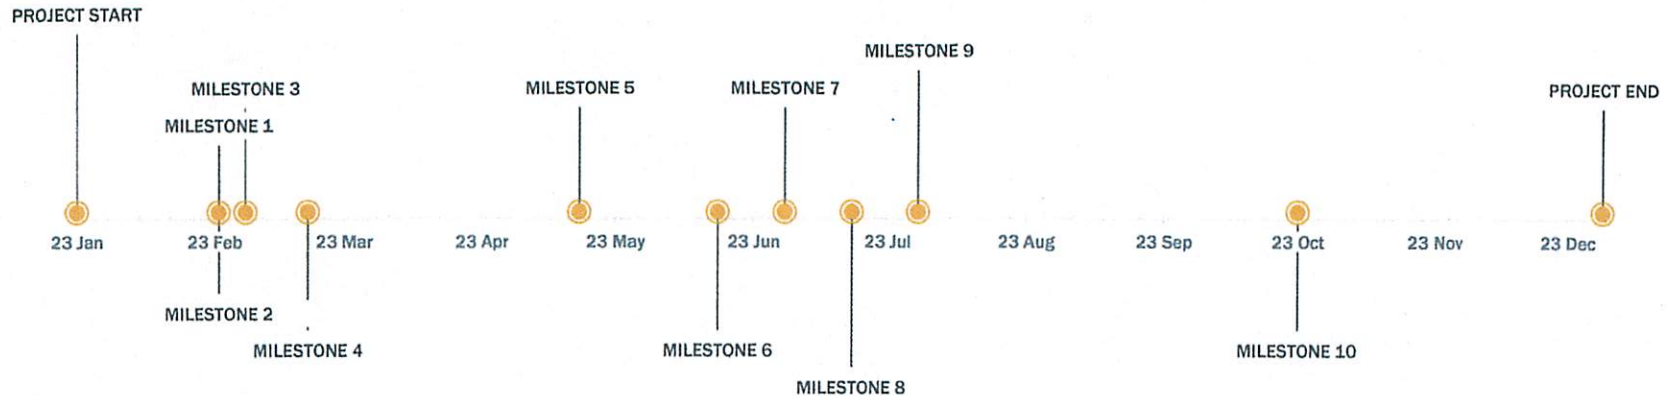 PROJECT START
MILESTONE 9
MILESTONE 3
MILESTONE 5
MILESTONE 7
PROJECT END
MILESTONE 1
23 Jan
23 Feb
23 Mar
23 Apr
23 May
23 Jun
23 Jul
23 Aug
23 Sep
23 Oct
23 Nov
23 Dec
MILESTONE 2
MILESTONE 4
MILESTONE 6
MILESTONE 10
MILESTONE 8